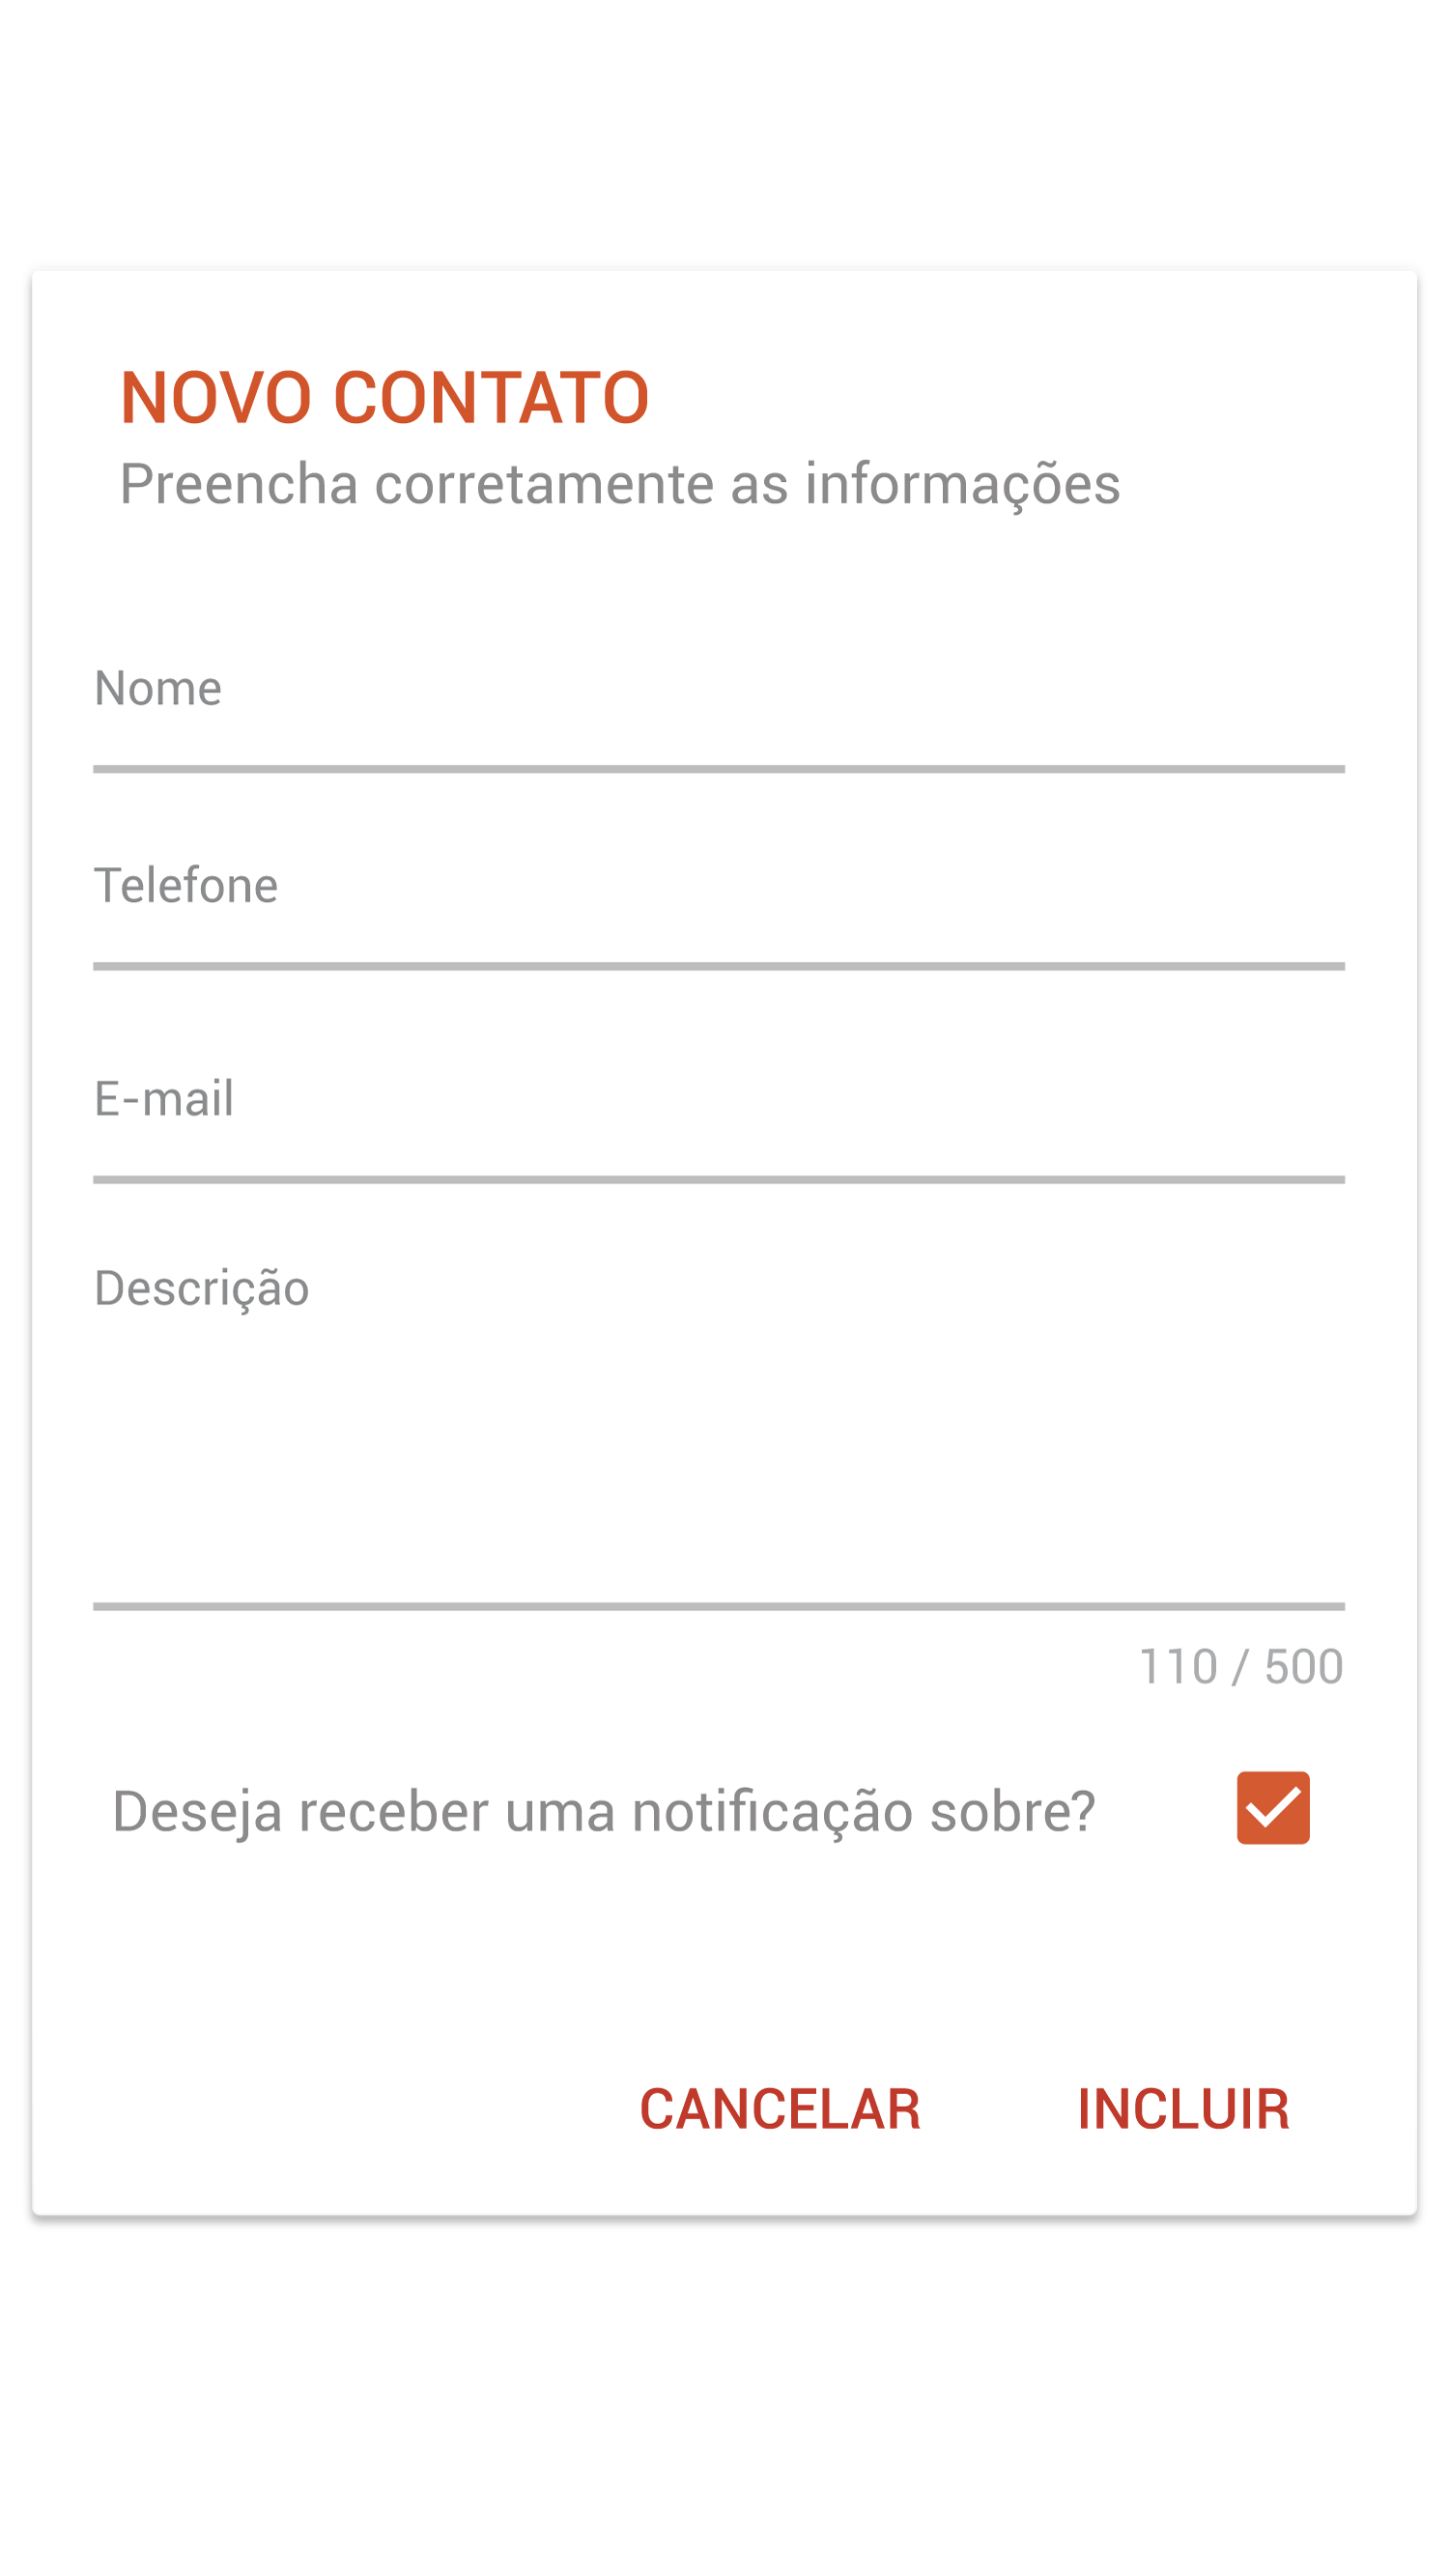 NOVO CONTATO
Preencha corretamente as informações
Nome
Telefone
E-mail
Descrição
110 / 500
Deseja receber uma notificação sobre?
CANCELAR INCLUIR